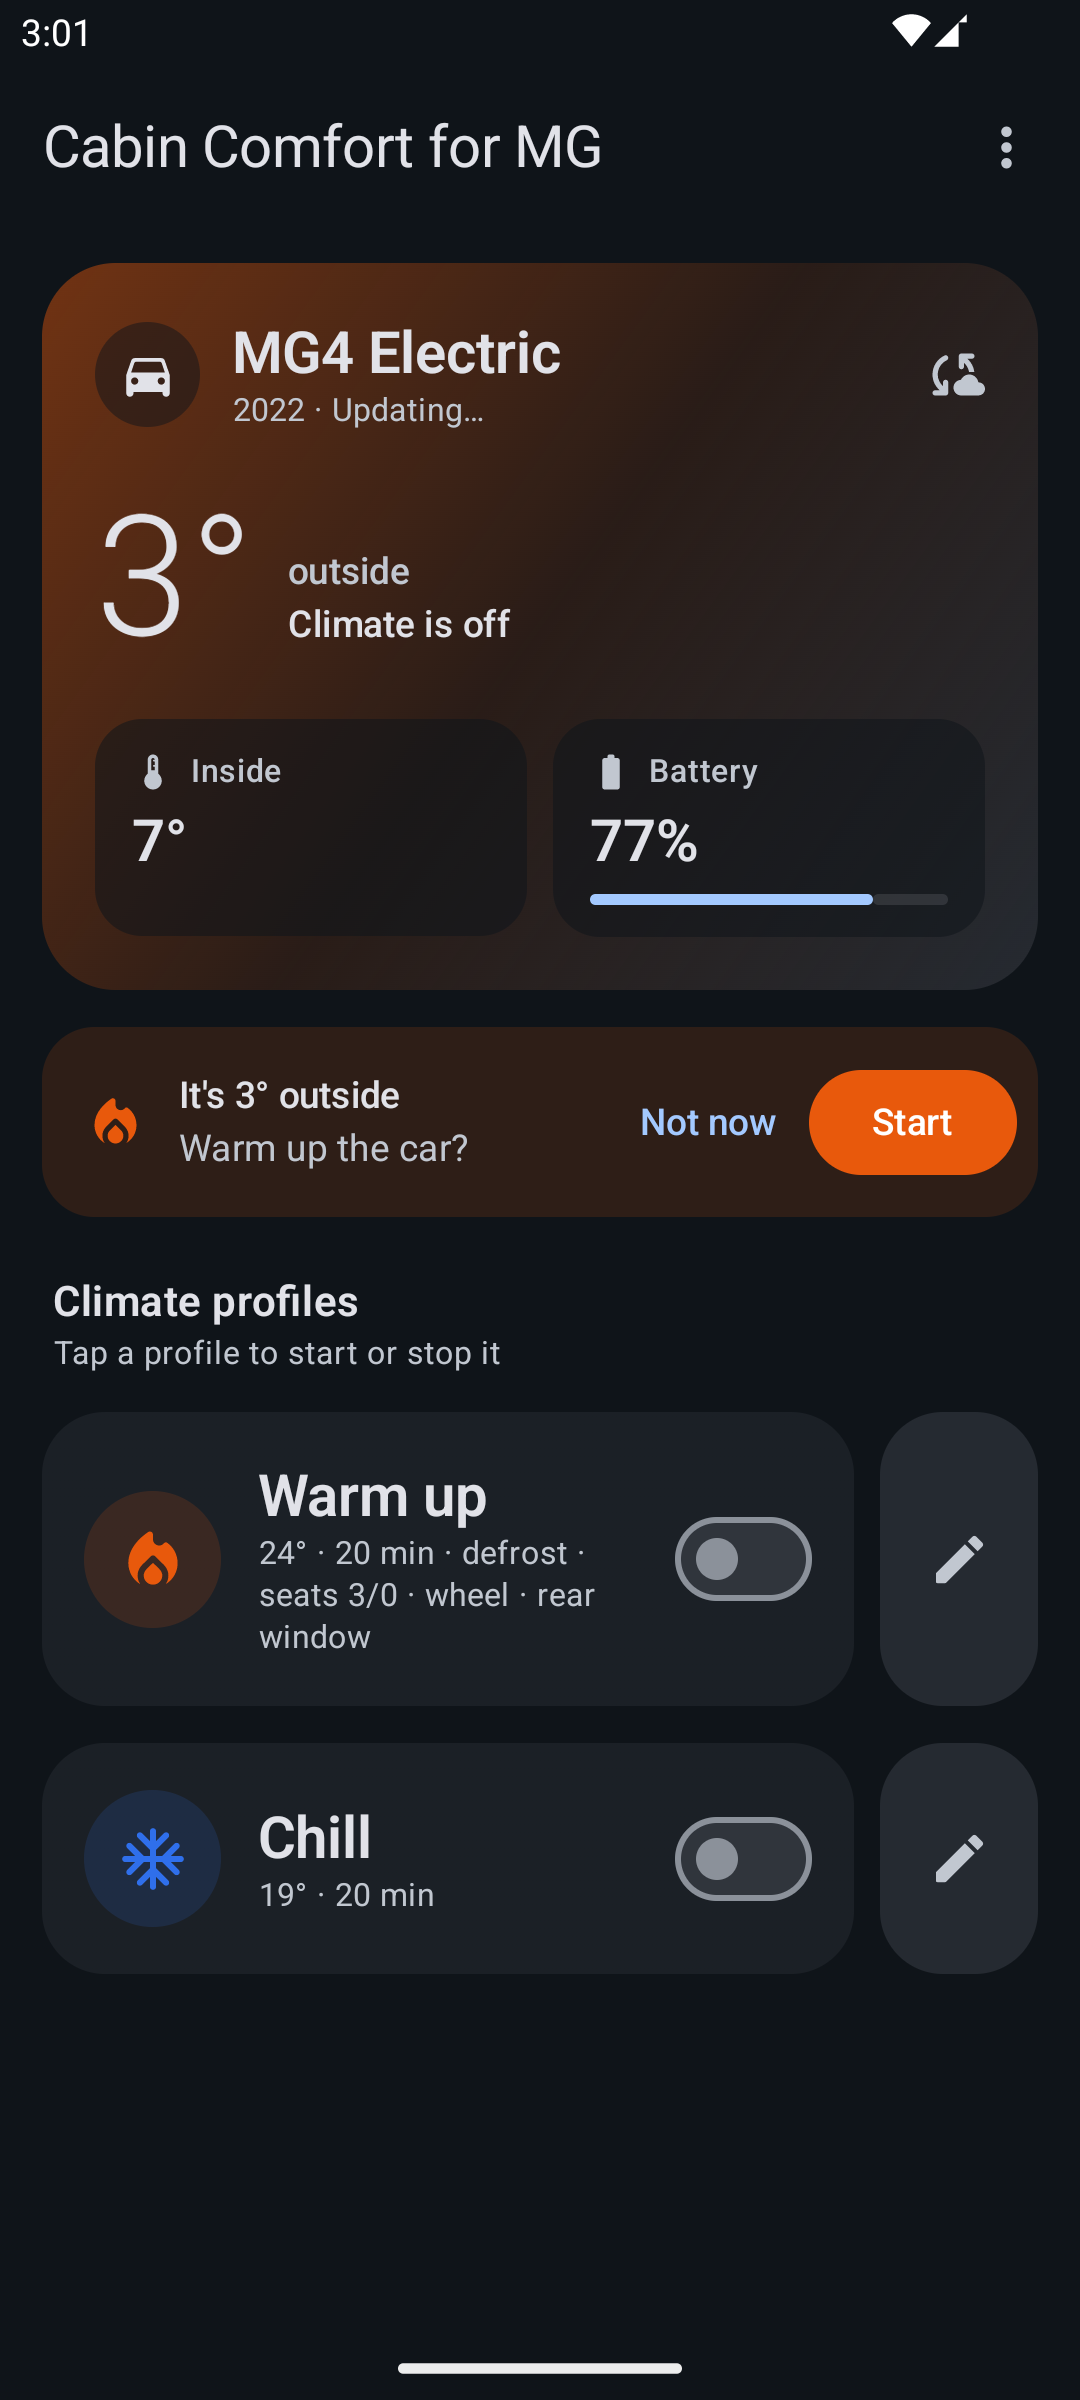 3:01
Cabin Comfort for MG
MG4 Electric
2022 · Updating…
3°
outside
Climate is off
Inside
7°
Battery
77%
It's 3° outside
Warm up the car?
Not now
Start
Climate profiles
Tap a profile to start or stop it
Warm up
24° · 20 min · defrost ·
seats 3/0 · wheel · rear
window
Chill
19° · 20 min